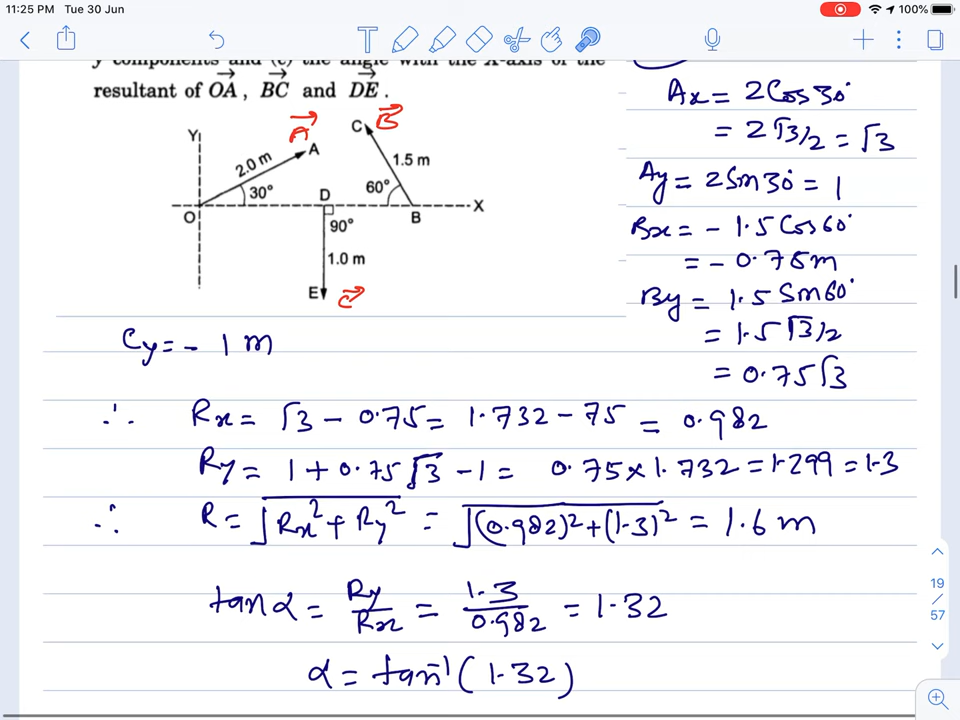 11:25 PM Tue 30 Jun
100%
y components and (c) the angle with the X-axis of the
resultant of OA, BC and DE.
Y
2.0 m
A
A
30°
O
C
B
1.5 m
60°
D
B
X
90°
1.0 m
E
C
Ax = 2Cos30°
= 2√3/2 = √3
Ay = 2Sin30° = 1
Bx = - 1.5 Cos60°
= - 0.75m
By = 1.5 Sin60°
= 1.5 √3/2
= 0.75√3
Cy = - 1 m
∴ Rx = √3 - 0.75 = 1.732 - 75 = 0.982
Ry = 1 + 0.75√3 - 1 = 0.75 x 1.732 = 1.299 = 1.3
∴ R = √Rx² + Ry² = √(0.982)² + (1.3)² = 1.6 m
tan α = Ry/Rx = 1.3/0.982 = 1.32
α = tan⁻¹ (1.32)
19
/
57